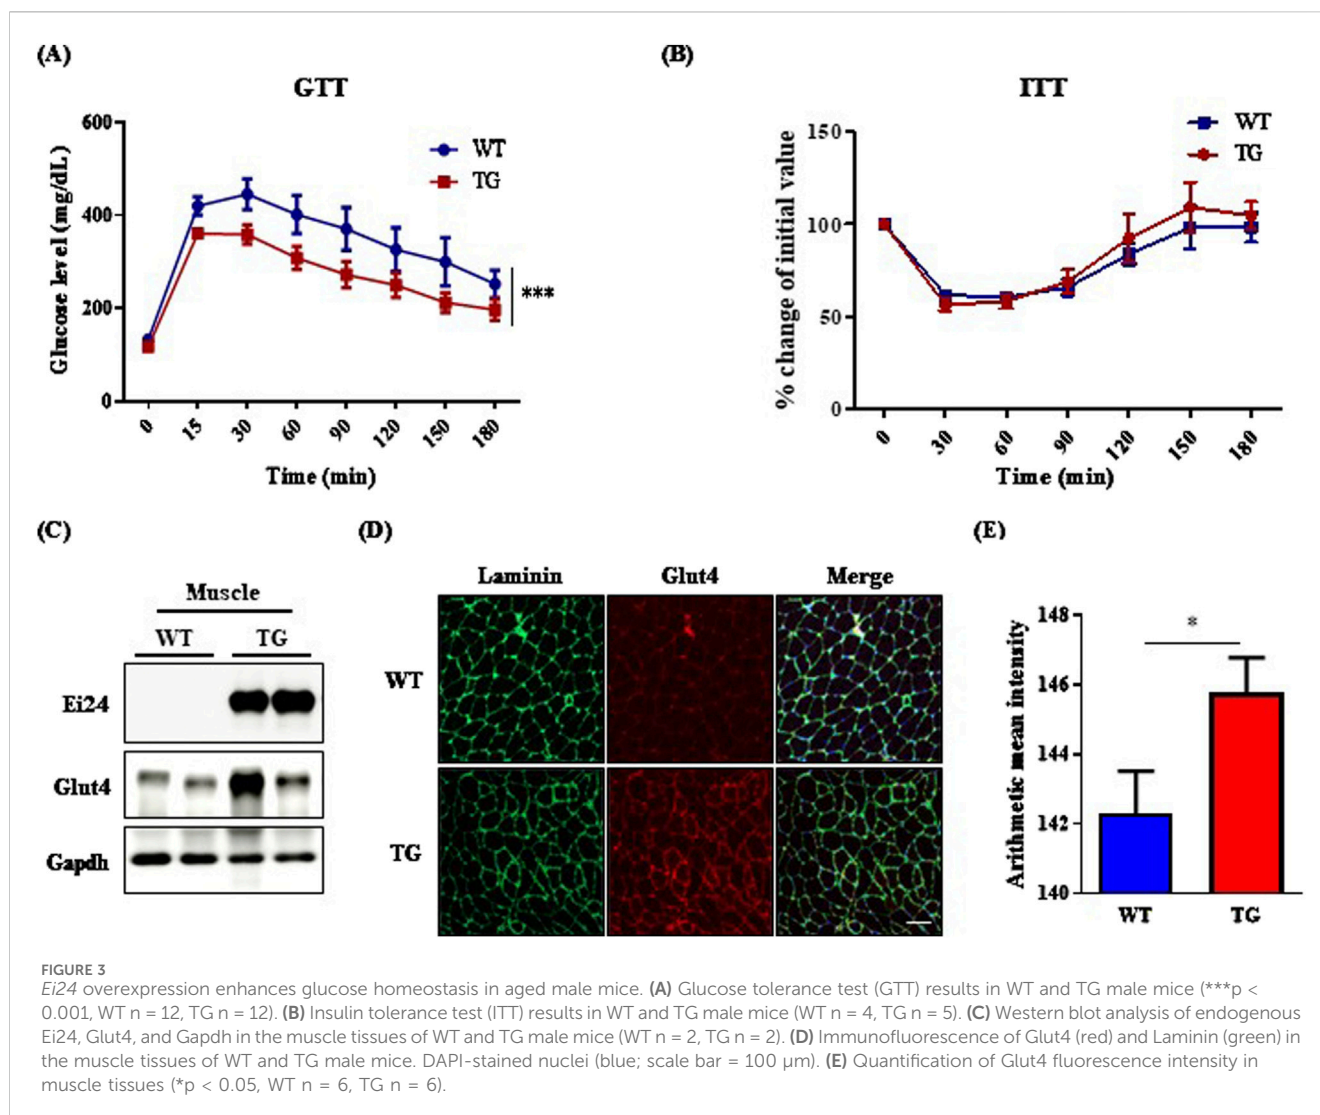 (A)
GTT
600
400
200
0
Glucose level (mg/dL)
WT
TG
***
0 15 30 60 90 120 150 180
Time (min)
(B)
ITT
150
100
50
0
% change of initial value
WT
TG
0 30 60 90 120 150 180
Time (min)
(C)
Muscle
WT TG
Ei24
Glut4
Gapdh
(D)
Laminin Glut4 Merge
WT
TG
(E)
148
146
144
142
140
Arithmetic mean intensity
*
WT TG
FIGURE 3
Ei24 overexpression enhances glucose homeostasis in aged male mice. (A) Glucose tolerance test (GTT) results in WT and TG male mice (***p <
0.001, WT n = 12, TG n = 12). (B) Insulin tolerance test (ITT) results in WT and TG male mice (WT n = 4, TG n = 5). (C) Western blot analysis of endogenous
Ei24, Glut4, and Gapdh in the muscle tissues of WT and TG male mice (WT n = 2, TG n = 2). (D) Immunofluorescence of Glut4 (red) and Laminin (green) in
the muscle tissues of WT and TG male mice. DAPI-stained nuclei (blue; scale bar = 100 μm). (E) Quantification of Glut4 fluorescence intensity in
muscle tissues (*p < 0.05, WT n = 6, TG n = 6).